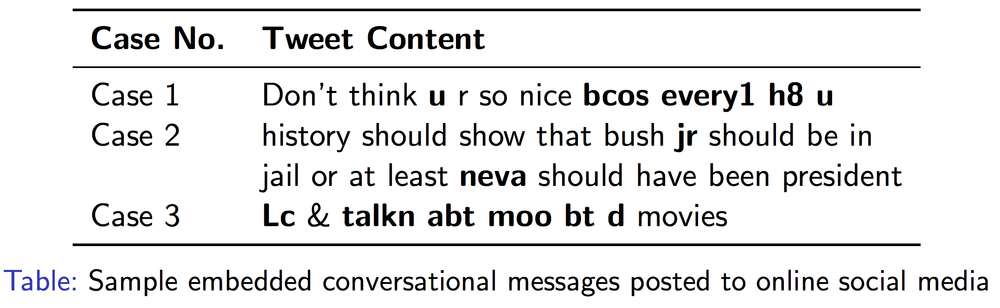 Case No. Tweet Content
Case 1 Don't think u r so nice bcos every1 h8 u
Case 2 history should show that bush jr should be in
jail or at least neva should have been president
Case 3 Lc & talkn abt moo bt d movies
Table: Sample embedded conversational messages posted to online social media